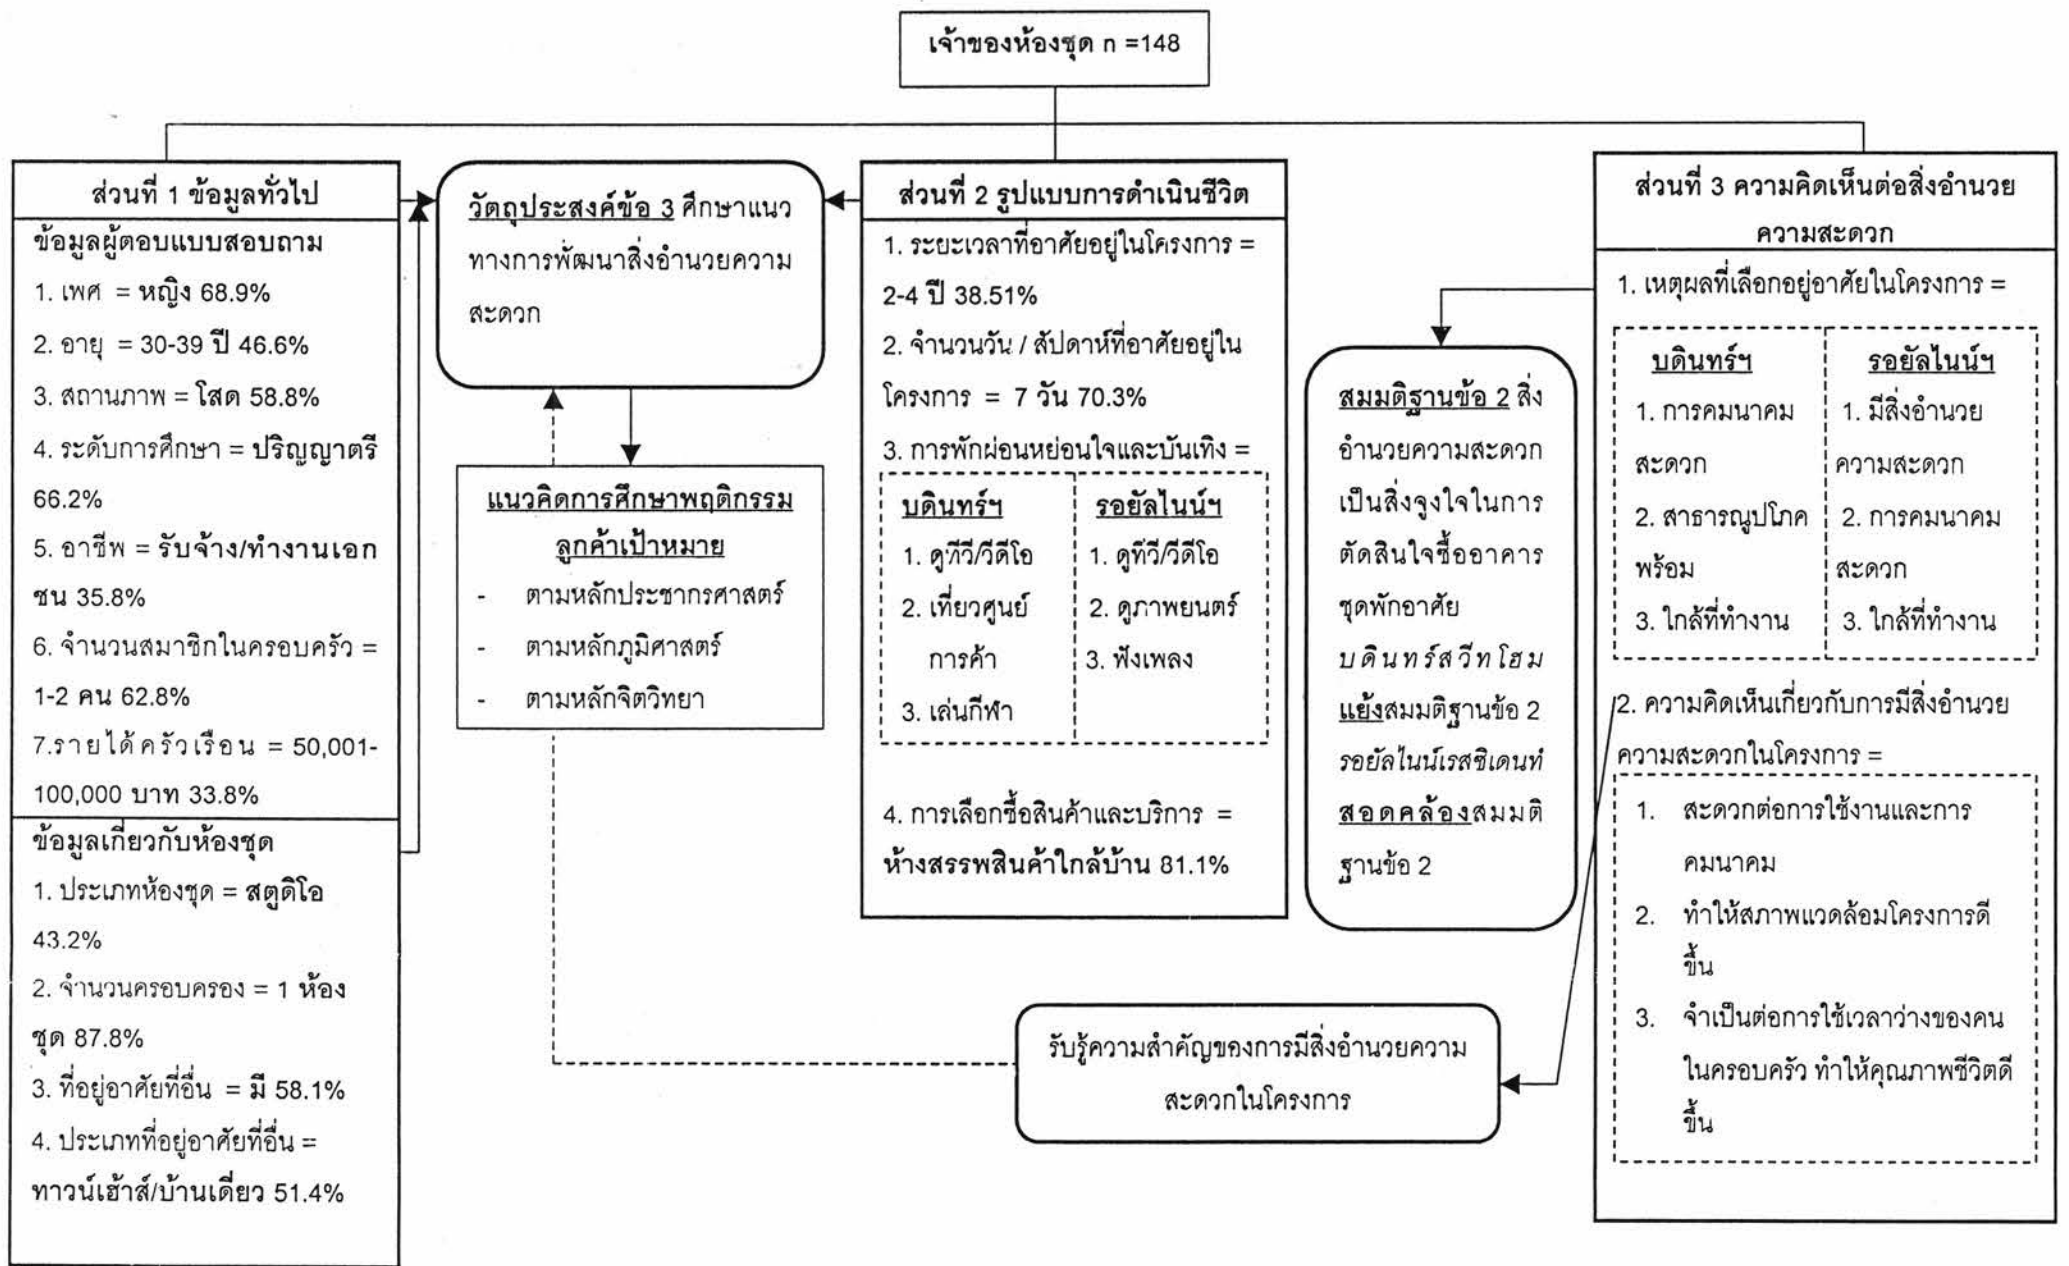 เจ้าของห้องชุด n =148
ส่วนที่ 1 ข้อมูลทั่วไป
ข้อมูลผู้ตอบแบบสอบถาม
1. เพศ = หญิง 68.9%
2. อายุ = 30-39 ปี 46.6%
3. สถานภาพ = โสด 58.8%
4. ระดับการศึกษา = ปริญญาตรี
66.2%
5. อาชีพ = รับจ้าง/ทำงานเอก
ชน 35.8%
6. จำนวนสมาชิกในครอบครัว =
1-2 คน 62.8%
7.รายได้ครัวเรือน = 50,001-
100,000 บาท 33.8%
ข้อมูลเกี่ยวกับห้องชุด
1. ประเภทห้องชุด = สตูดิโอ
43.2%
2. จำนวนครอบครอง = 1 ห้อง
ชุด 87.8%
3. ที่อยู่อาศัยที่อื่น = มี 58.1%
4. ประเภทที่อยู่อาศัยที่อื่น =
ทาวน์เฮ้าส์/บ้านเดี่ยว 51.4%
วัตถุประสงค์ข้อ 3 ศึกษาแนว
ทางการพัฒนาสิ่งอำนวยความ
สะดวก
แนวคิดการศึกษาพฤติกรรม
ลูกค้าเป้าหมาย
- ตามหลักประชากรศาสตร์
- ตามหลักภูมิศาสตร์
- ตามหลักจิตวิทยา
ส่วนที่ 2 รูปแบบการดำเนินชีวิต
1. ระยะเวลาที่อาศัยอยู่ในโครงการ =
2-4 ปี 38.51%
2. จำนวนวัน / สัปดาห์ที่อาศัยอยู่ใน
โครงการ = 7 วัน 70.3%
3. การพักผ่อนหย่อนใจและบันเทิง =
บดินทร์ฯ
1. ดูทีวี/วีดีโอ
2. เที่ยวศูนย์
การค้า
3. เล่นกีฬา
รอยัลไนน์ฯ
1. ดูทีวี/วีดีโอ
2. ดูภาพยนตร์
3. ฟังเพลง
4. การเลือกซื้อสินค้าและบริการ =
ห้างสรรพสินค้าใกล้บ้าน 81.1%
สมมติฐานข้อ 2 สิ่ง
อำนวยความสะดวก
เป็นสิ่งจูงใจในการ
ตัดสินใจซื้ออาคาร
ชุดพักอาศัย
บดินทร์สวีทโฮม
แย้งสมมติฐานข้อ 2
รอยัลไนน์เรสซิเดนท์
สอดคล้องสมมติ
ฐานข้อ 2
ส่วนที่ 3 ความคิดเห็นต่อสิ่งอำนวย
ความสะดวก
1. เหตุผลที่เลือกอยู่อาศัยในโครงการ =
บดินทร์ฯ
1. การคมนาคม
สะดวก
2. สาธารณูปโภค
พร้อม
3. ใกล้ที่ทำงาน
รอยัลไนน์ฯ
1. มีสิ่งอำนวย
ความสะดวก
2. การคมนาคม
สะดวก
3. ใกล้ที่ทำงาน
2. ความคิดเห็นเกี่ยวกับการมีสิ่งอำนวย
ความสะดวกในโครงการ =
1. สะดวกต่อการใช้งานและการ
คมนาคม
2. ทำให้สภาพแวดล้อมโครงการดี
ขึ้น
3. จำเป็นต่อการใช้เวลาว่างของคน
ในครอบครัว ทำให้คุณภาพชีวิตดี
ขึ้น
รับรู้ความสำคัญของการมีสิ่งอำนวยความ
สะดวกในโครงการ